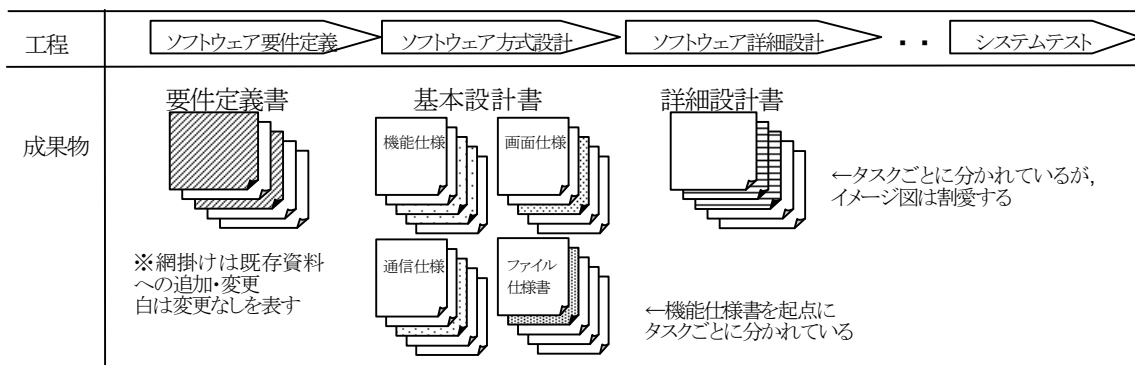 工程
ソフトウェア要件定義
ソフトウェア方式設計
ソフトウェア詳細設計
・・
システムテスト
成果物
要件定義書
基本設計書
詳細設計書
機能仕様
画面仕様
←タスクごとに分かれているが,
イメージ図は割愛する
※網掛けは既存資料
への追加・変更
白は変更なしを表す
通信仕様
ファイル
仕様書
←機能仕様書を起点に
タスクごとに分かれている